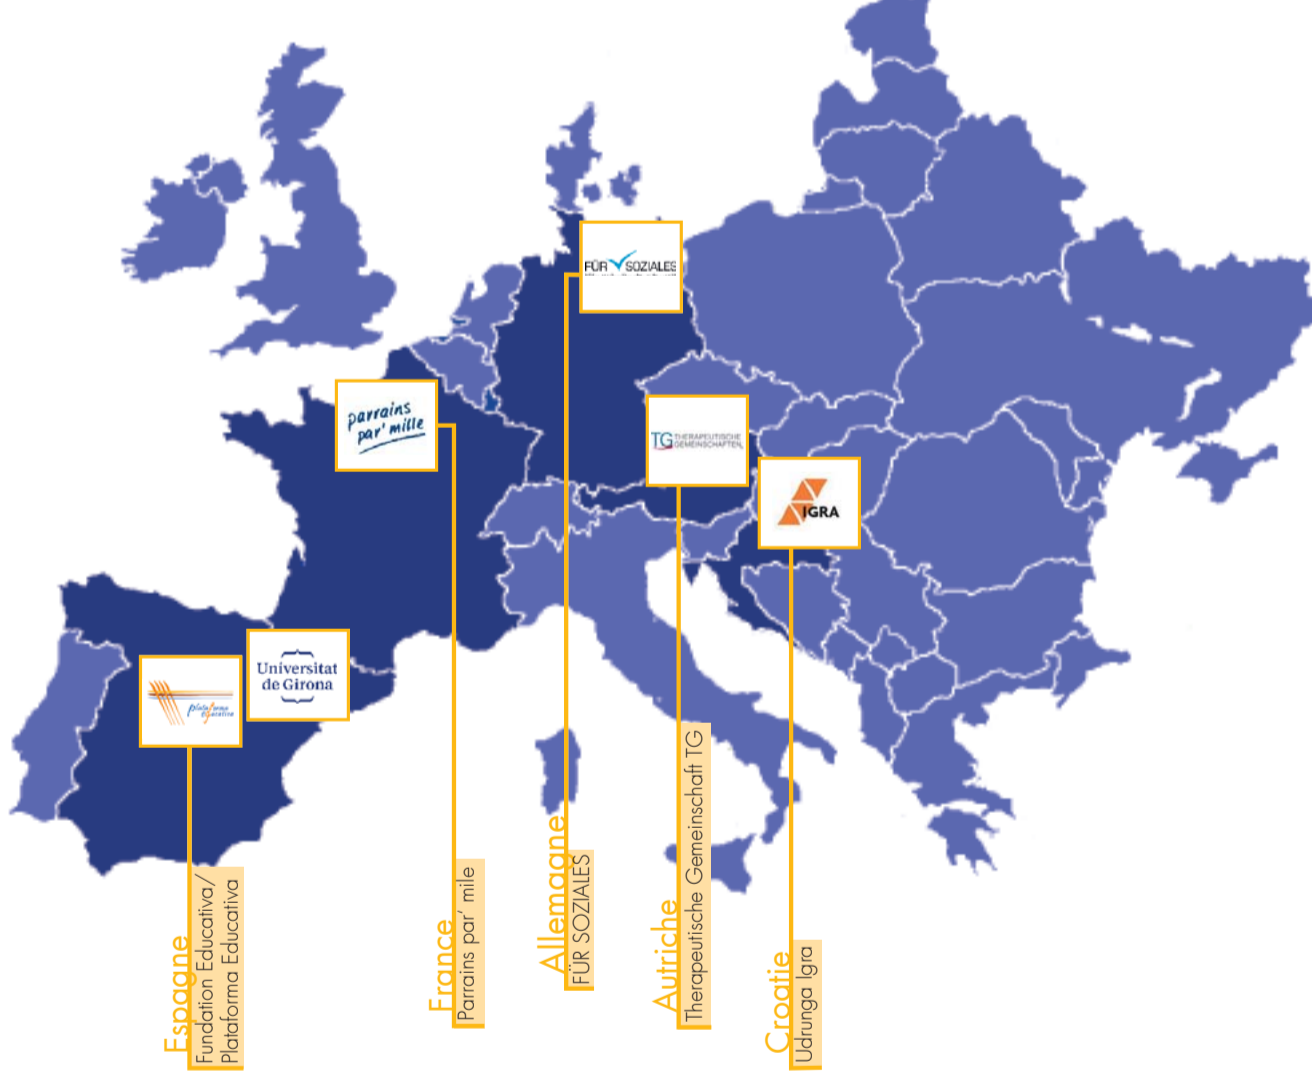 FÜR SOZIALES
parrains
par' mille
TG THERAPEUTISCHE
GEMEINSCHAFTEN
IGRA
Universitat
de Girona
plataforma
educativa
Espagne
Fundation Educativa/
Plataforma Educativa
France
Parrains par' mile
Allemagne
FÜR SOZIALES
Autriche
Therapeutische Gemeinschaft TG
Croatie
Udrunga Igra